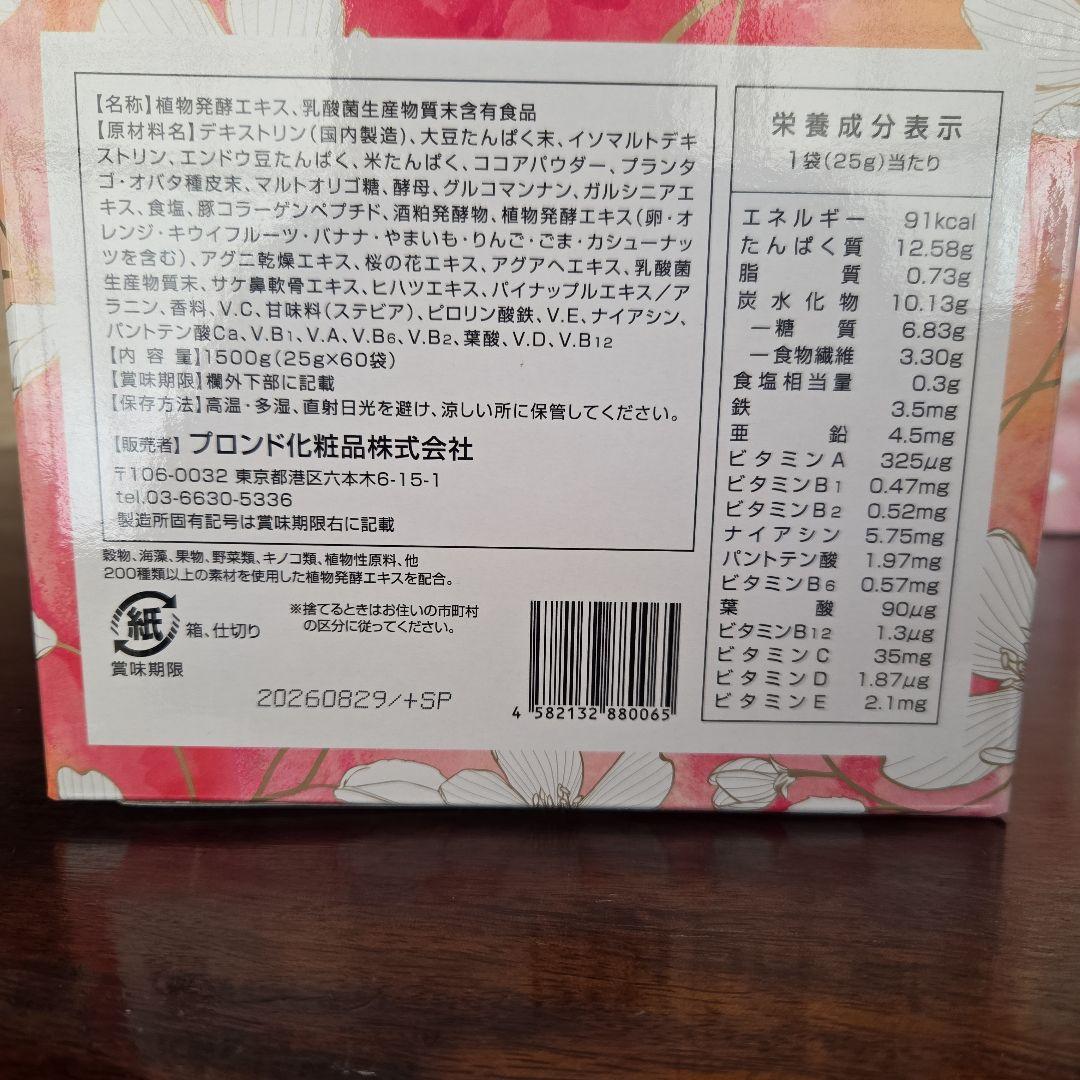 【名称】植物発酵エキス、乳酸菌生産物質末含有食品
【原材料名】デキストリン(国内製造)、大豆たんぱく末、イソマルトデキ
ストリン、エンドウ豆たんぱく、米たんぱく、ココアパウダー、プランタ
ゴ・オバタ種皮末、マルトオリゴ糖、酵母、グルコマンナン、ガルシニアエ
キス、食塩、豚コラーゲンペプチド、酒粕発酵物、植物発酵エキス(卵・オ
レンジ・キウイフルーツ・バナナ・やまいも・りんご・ごま・カシューナッ
ツを含む)、アグニ乾燥エキス、桜の花エキス、アグアヘエキス、乳酸菌
生産物質末、サケ鼻軟骨エキス、ヒハツエキス、パイナップルエキス／ア
ラニン、香料、V.C、甘味料(ステビア)、ピロリン酸鉄、V.E、ナイアシン、
パントテン酸Ca、V.B1、V.A、V.B6、V.B2、葉酸、V.D、V.B12
【内容量】1500g(25g×60袋)
【賞味期限】欄外下部に記載
【保存方法】高温・多湿、直射日光を避け、涼しい所に保管してください。
【販売者】プロンド化粧品株式会社
〒106-0032 東京都港区六本木6-15-1
tel.03-6630-5336
製造所固有記号は賞味期限右に記載
穀物、海藻、果物、野菜類、キノコ類、植物性原料、他
200種類以上の素材を使用した植物発酵エキスを配合。
紙 箱、仕切り
※捨てるときはお住いの市町村
の区分に従ってください。
賞味期限
20260829/+SP
4 582132 880065
栄養成分表示
1袋(25g)当たり
エネルギー 91kcal
たんぱく質 12.58g
脂質 0.73g
炭水化物 10.13g
―糖質 6.83g
―食物繊維 3.30g
食塩相当量 0.3g
鉄 3.5mg
亜鉛 4.5mg
ビタミンA 325μg
ビタミンB1 0.47mg
ビタミンB2 0.52mg
ナイアシン 5.75mg
パントテン酸 1.97mg
ビタミンB6 0.57mg
葉酸 90μg
ビタミンB12 1.3μg
ビタミンC 35mg
ビタミンD 1.87μg
ビタミンE 2.1mg